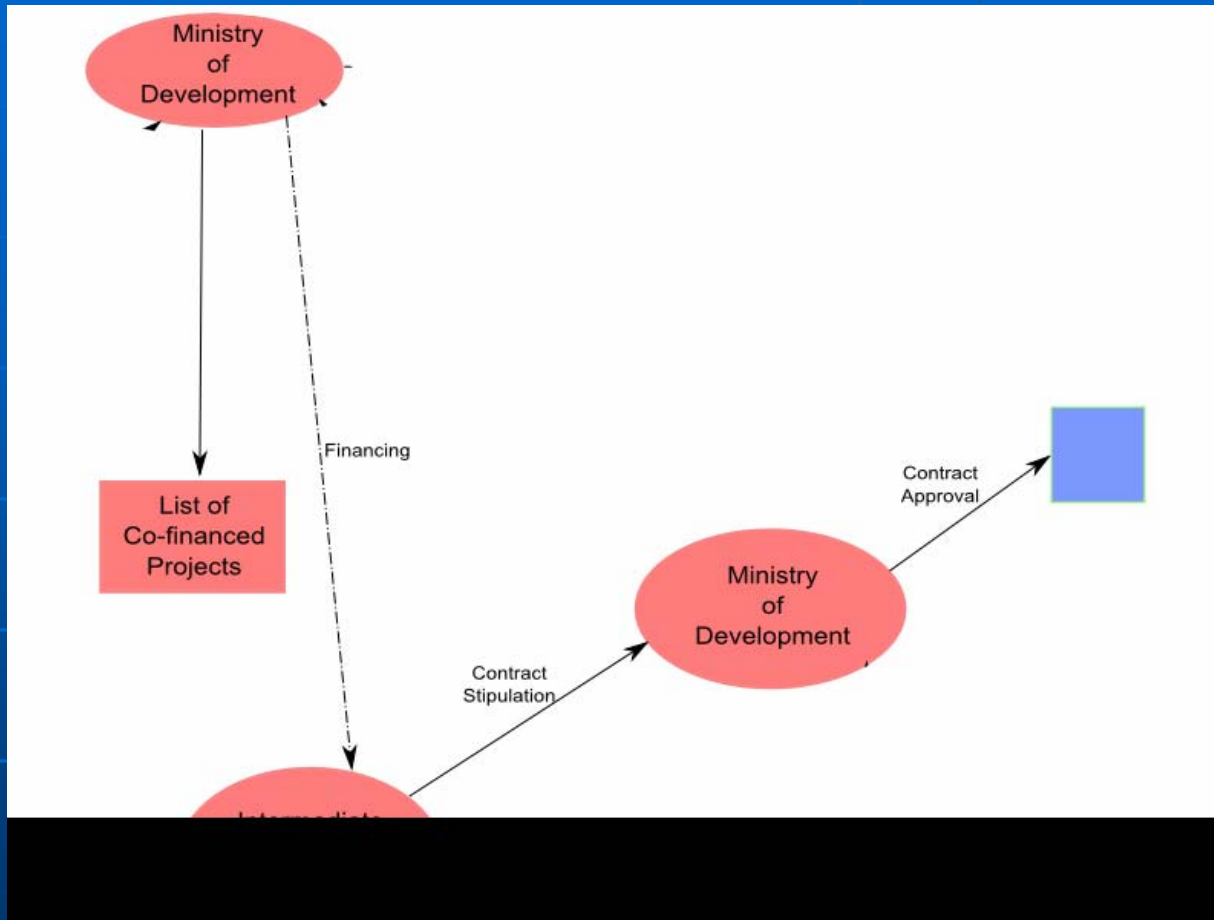 Ministry
of
Development
Financing
List of
Co-financed
Projects
Contract
Approval
Ministry
of
Development
Contract
Stipulation